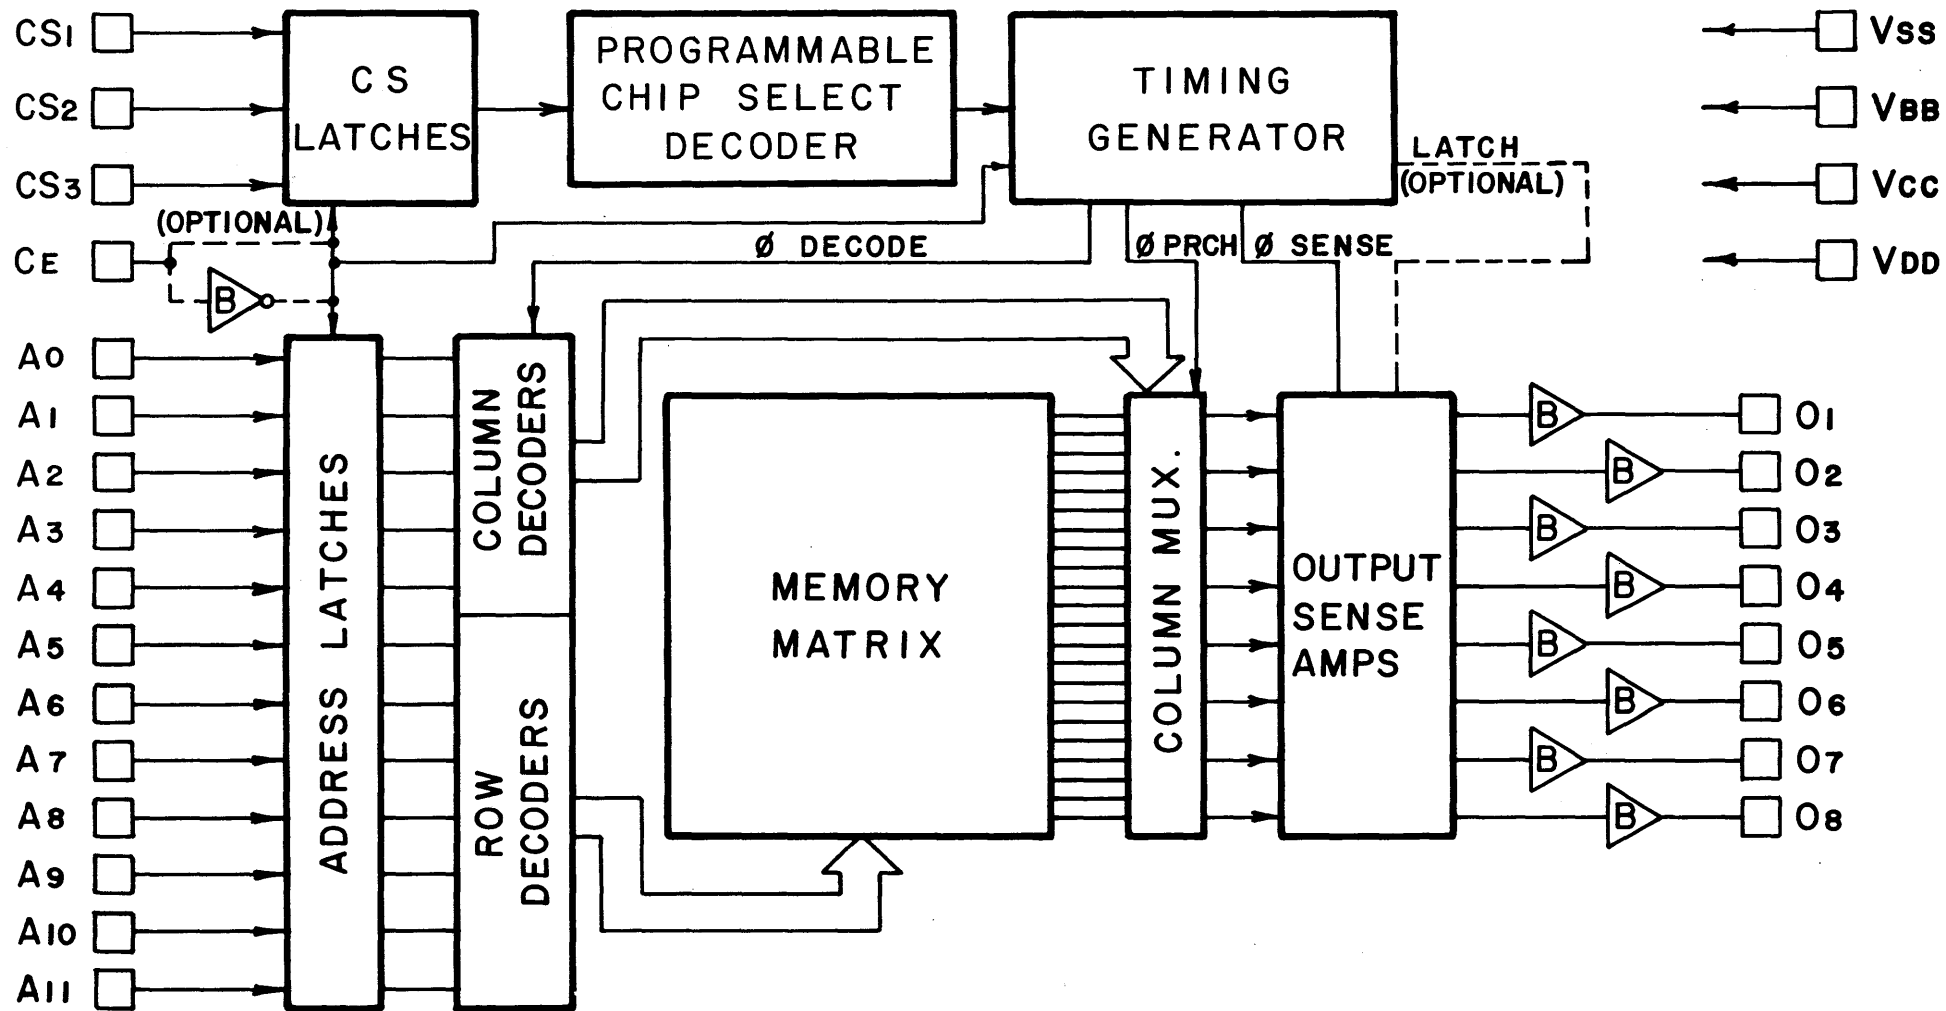 CS1
CS2
CS3
CE
(OPTIONAL)
B
CS
LATCHES
PROGRAMMABLE
CHIP SELECT
DECODER
TIMING
GENERATOR
LATCH
(OPTIONAL)
VSS
VBB
VCC
VDD
Ø DECODE
Ø PRCH
Ø SENSE
A0
A1
A2
A3
A4
A5
A6
A7
A8
A9
A10
A11
ADDRESS LATCHES
COLUMN
DECODERS
ROW
DECODERS
MEMORY
MATRIX
COLUMN MUX.
OUTPUT
SENSE
AMPS
B
O1
B
O2
B
O3
B
O4
B
O5
B
O6
B
O7
B
O8